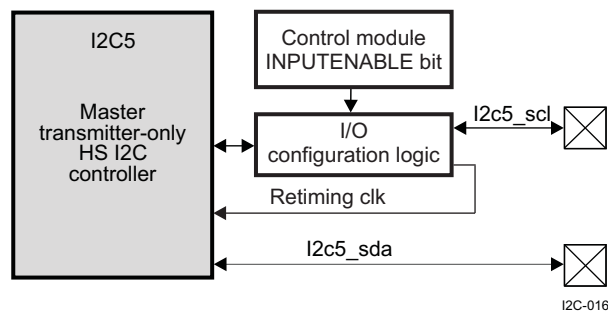 I2C5
Master
transmitter-only
HS I2C
controller
Control module
INPUTENABLE bit
I/O
configuration logic
I2c5_scl
Retiming clk
I2c5_sda
I2C-016